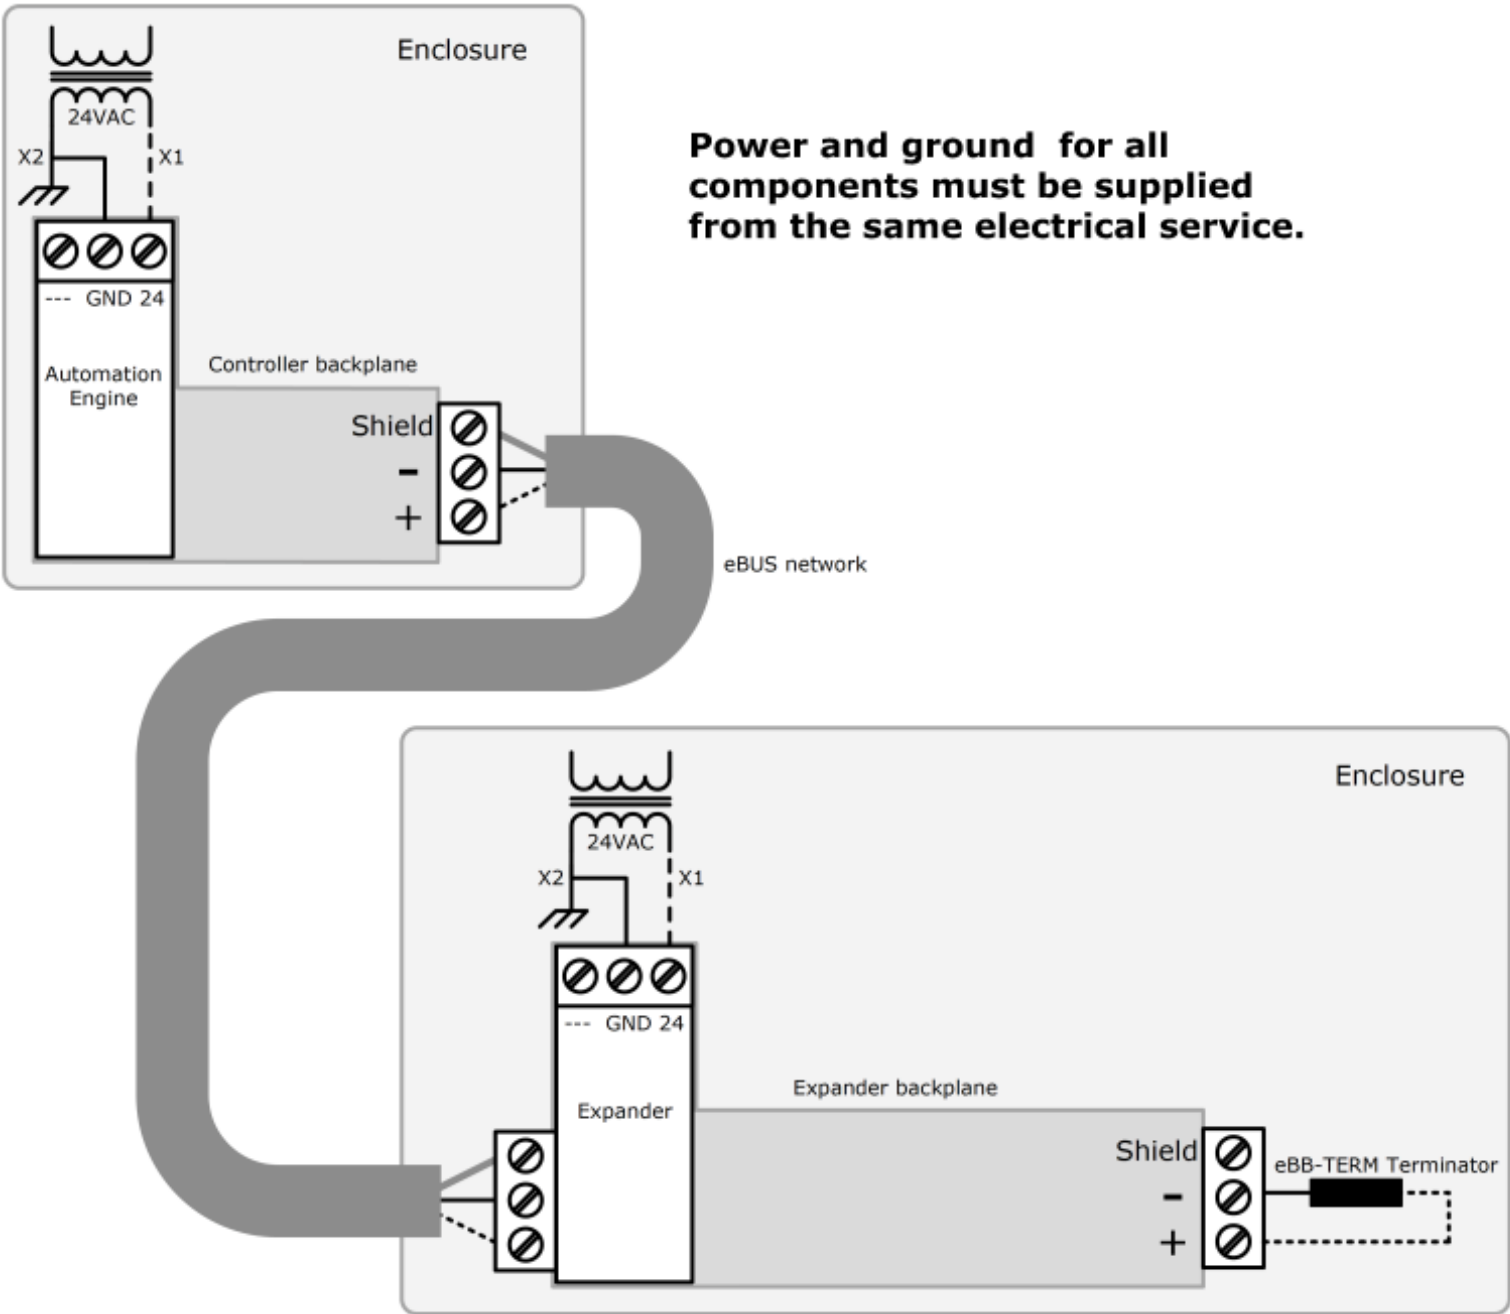 Enclosure
24VAC
X2 X1
Power and ground for all
components must be supplied
from the same electrical service.
--- GND 24
Automation
Engine
Controller backplane
Shield
-
+
eBUS network
Enclosure
24VAC
X2 X1
--- GND 24
Expander
Expander backplane
Shield
-
+
eBB-TERM Terminator